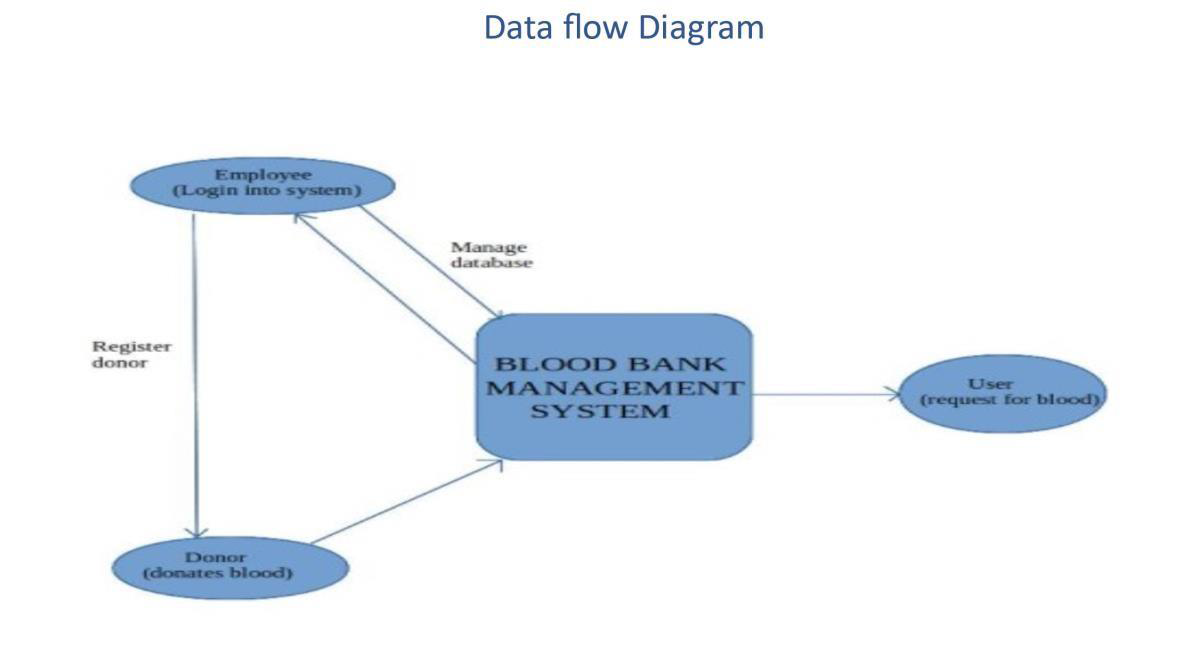 Data flow Diagram
Employee
(Login into system)
Manage
database
Register
donor
BLOOD BANK
MANAGEMENT
SYSTEM
User
(request for blood)
Donor
(donates blood)